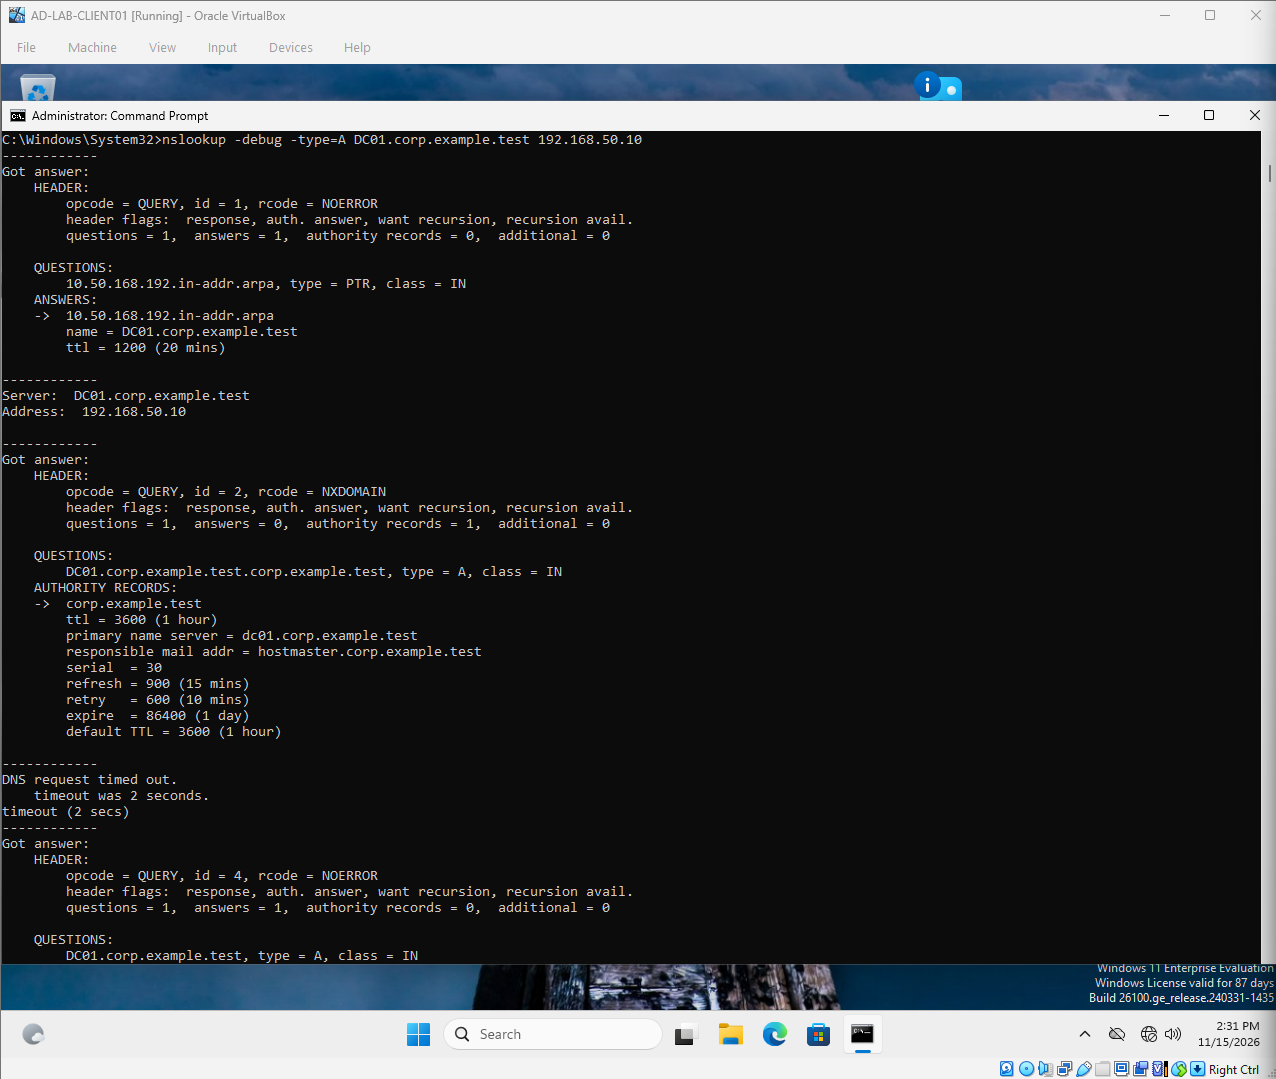 AD-LAB-CLIENT01 [Running] - Oracle VirtualBox
File Machine View Input Devices Help
Administrator: Command Prompt
C:\Windows\System32>nslookup -debug -type=A DC01.corp.example.test 192.168.50.10
------------
Got answer:
    HEADER:
        opcode = QUERY, id = 1, rcode = NOERROR
        header flags:  response, auth. answer, want recursion, recursion avail.
        questions = 1,  answers = 1,  authority records = 0,  additional = 0
    QUESTIONS:
        10.50.168.192.in-addr.arpa, type = PTR, class = IN
    ANSWERS:
    ->  10.50.168.192.in-addr.arpa
        name = DC01.corp.example.test
        ttl = 1200 (20 mins)
------------
Server:  DC01.corp.example.test
Address:  192.168.50.10
------------
Got answer:
    HEADER:
        opcode = QUERY, id = 2, rcode = NXDOMAIN
        header flags:  response, auth. answer, want recursion, recursion avail.
        questions = 1,  answers = 0,  authority records = 1,  additional = 0
    QUESTIONS:
        DC01.corp.example.test.corp.example.test, type = A, class = IN
    AUTHORITY RECORDS:
    ->  corp.example.test
        ttl = 3600 (1 hour)
        primary name server = dc01.corp.example.test
        responsible mail addr = hostmaster.corp.example.test
        serial  = 30
        refresh = 900 (15 mins)
        retry   = 600 (10 mins)
        expire  = 86400 (1 day)
        default TTL = 3600 (1 hour)
------------
DNS request timed out.
    timeout was 2 seconds.
timeout (2 secs)
------------
Got answer:
    HEADER:
        opcode = QUERY, id = 4, rcode = NOERROR
        header flags:  response, auth. answer, want recursion, recursion avail.
        questions = 1,  answers = 1,  authority records = 0,  additional = 0
    QUESTIONS:
        DC01.corp.example.test, type = A, class = IN
Windows 11 Enterprise Evaluation
Windows License valid for 87 days
Build 26100.ge_release.240331-1435
Search
2:31 PM
11/15/2026
Right Ctrl